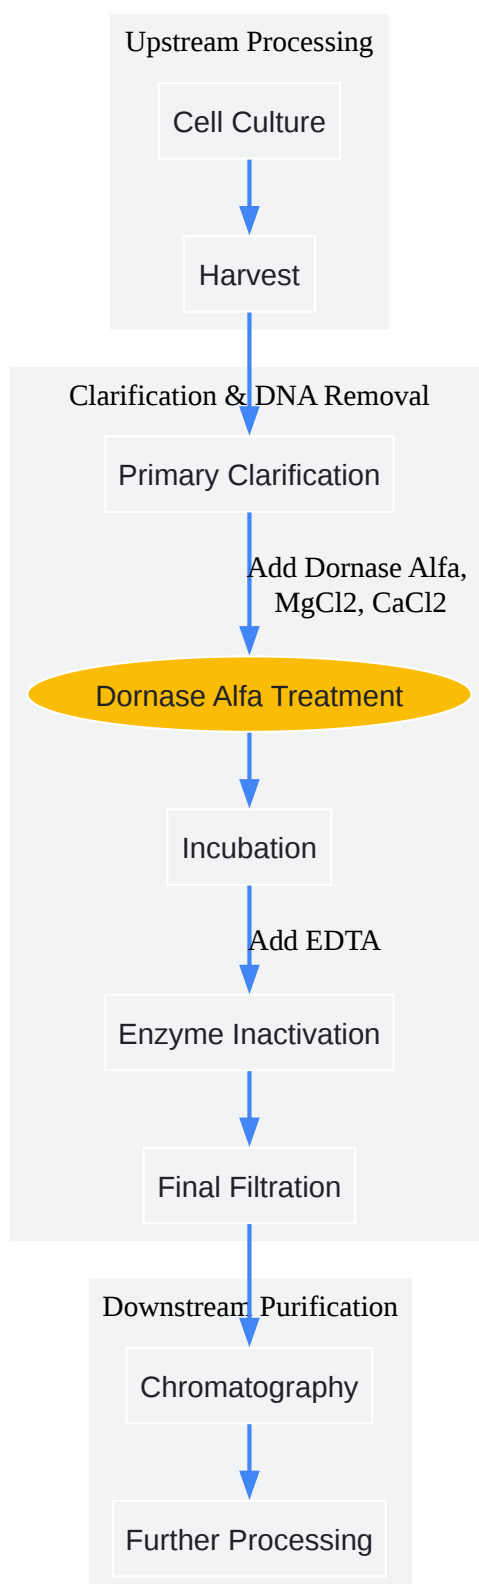 Upstream Processing
Cell Culture
Harvest
Clarification & DNA Removal
Primary Clarification
Add Dornase Alfa,
MgCl2, CaCl2
Dornase Alfa Treatment
Incubation
Add EDTA
Enzyme Inactivation
Final Filtration
Downstream Purification
Chromatography
Further Processing